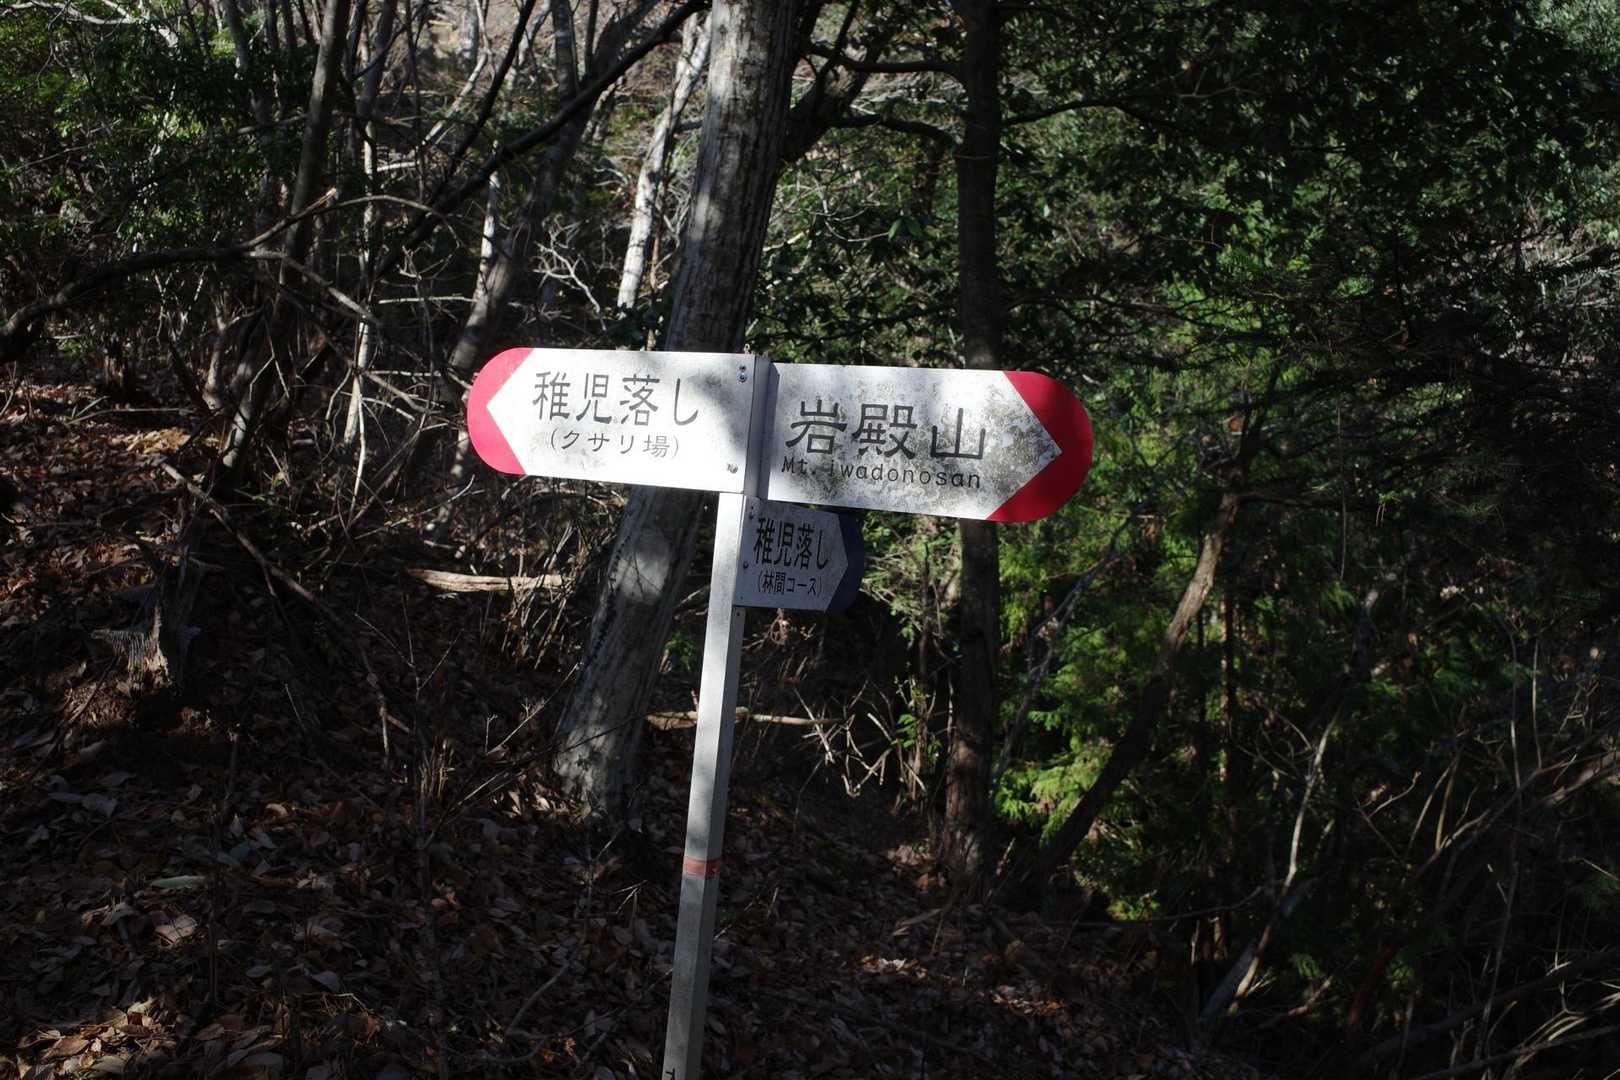 稚児落し
(クサリ場)
岩殿山
Mt. Iwadonosan
稚児落し
(林間コース)